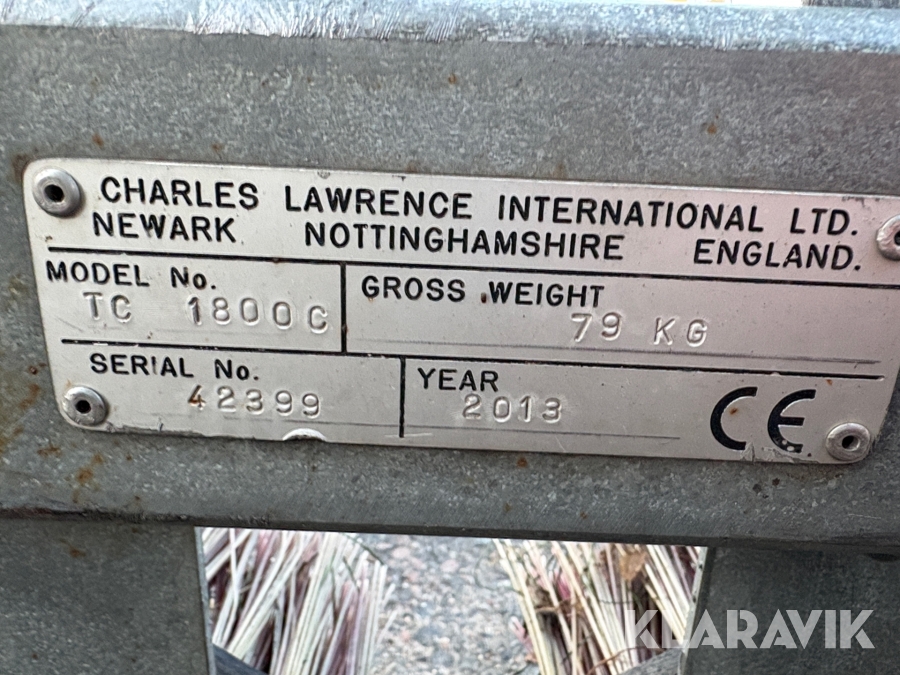 CHARLES LAWRENCE INTERNATIONAL LTD.
NEWARK NOTTINGHAMSHIRE ENGLAND.
MODEL No.
TC 1800C
GROSS WEIGHT
79 KG
SERIAL No.
42399
YEAR
2013
CE
KLARAVIK